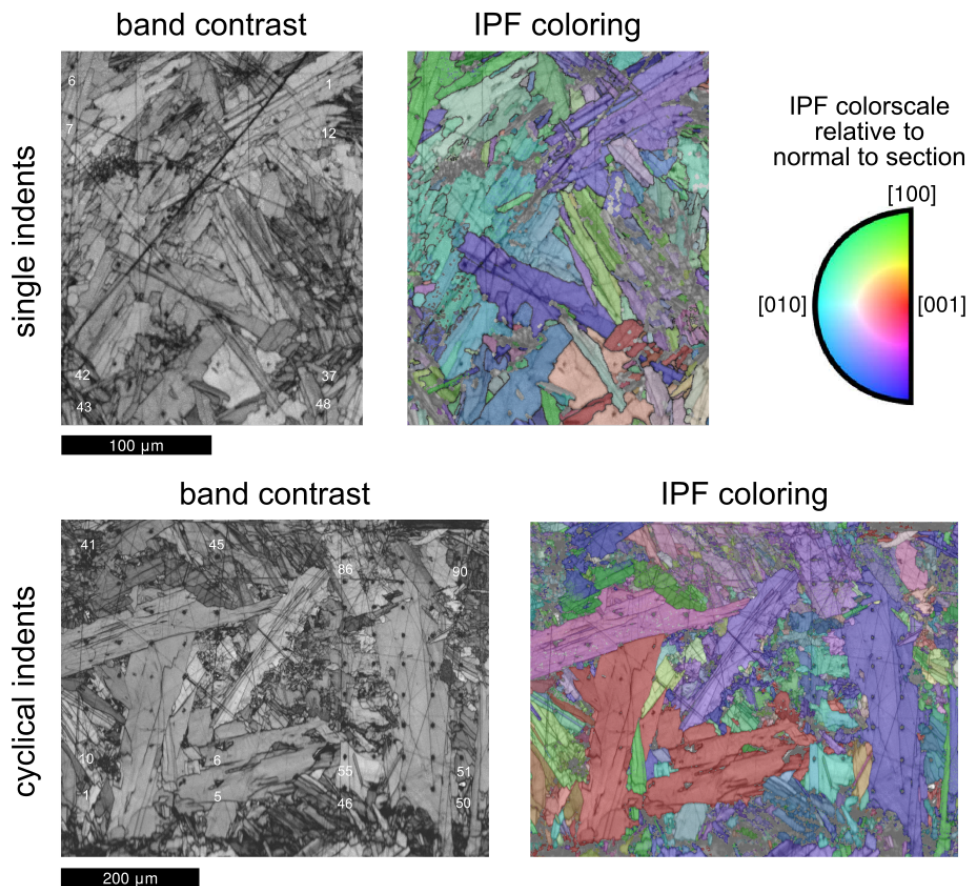 band contrast
IPF coloring
single indents
6
1
7
12
42
37
43
48
100 µm
IPF colorscale
relative to
normal to section
[100]
[010]
[001]
band contrast
IPF coloring
cyclical indents
41
45
86
90
10
6
55
51
1
5
46
50
200 µm